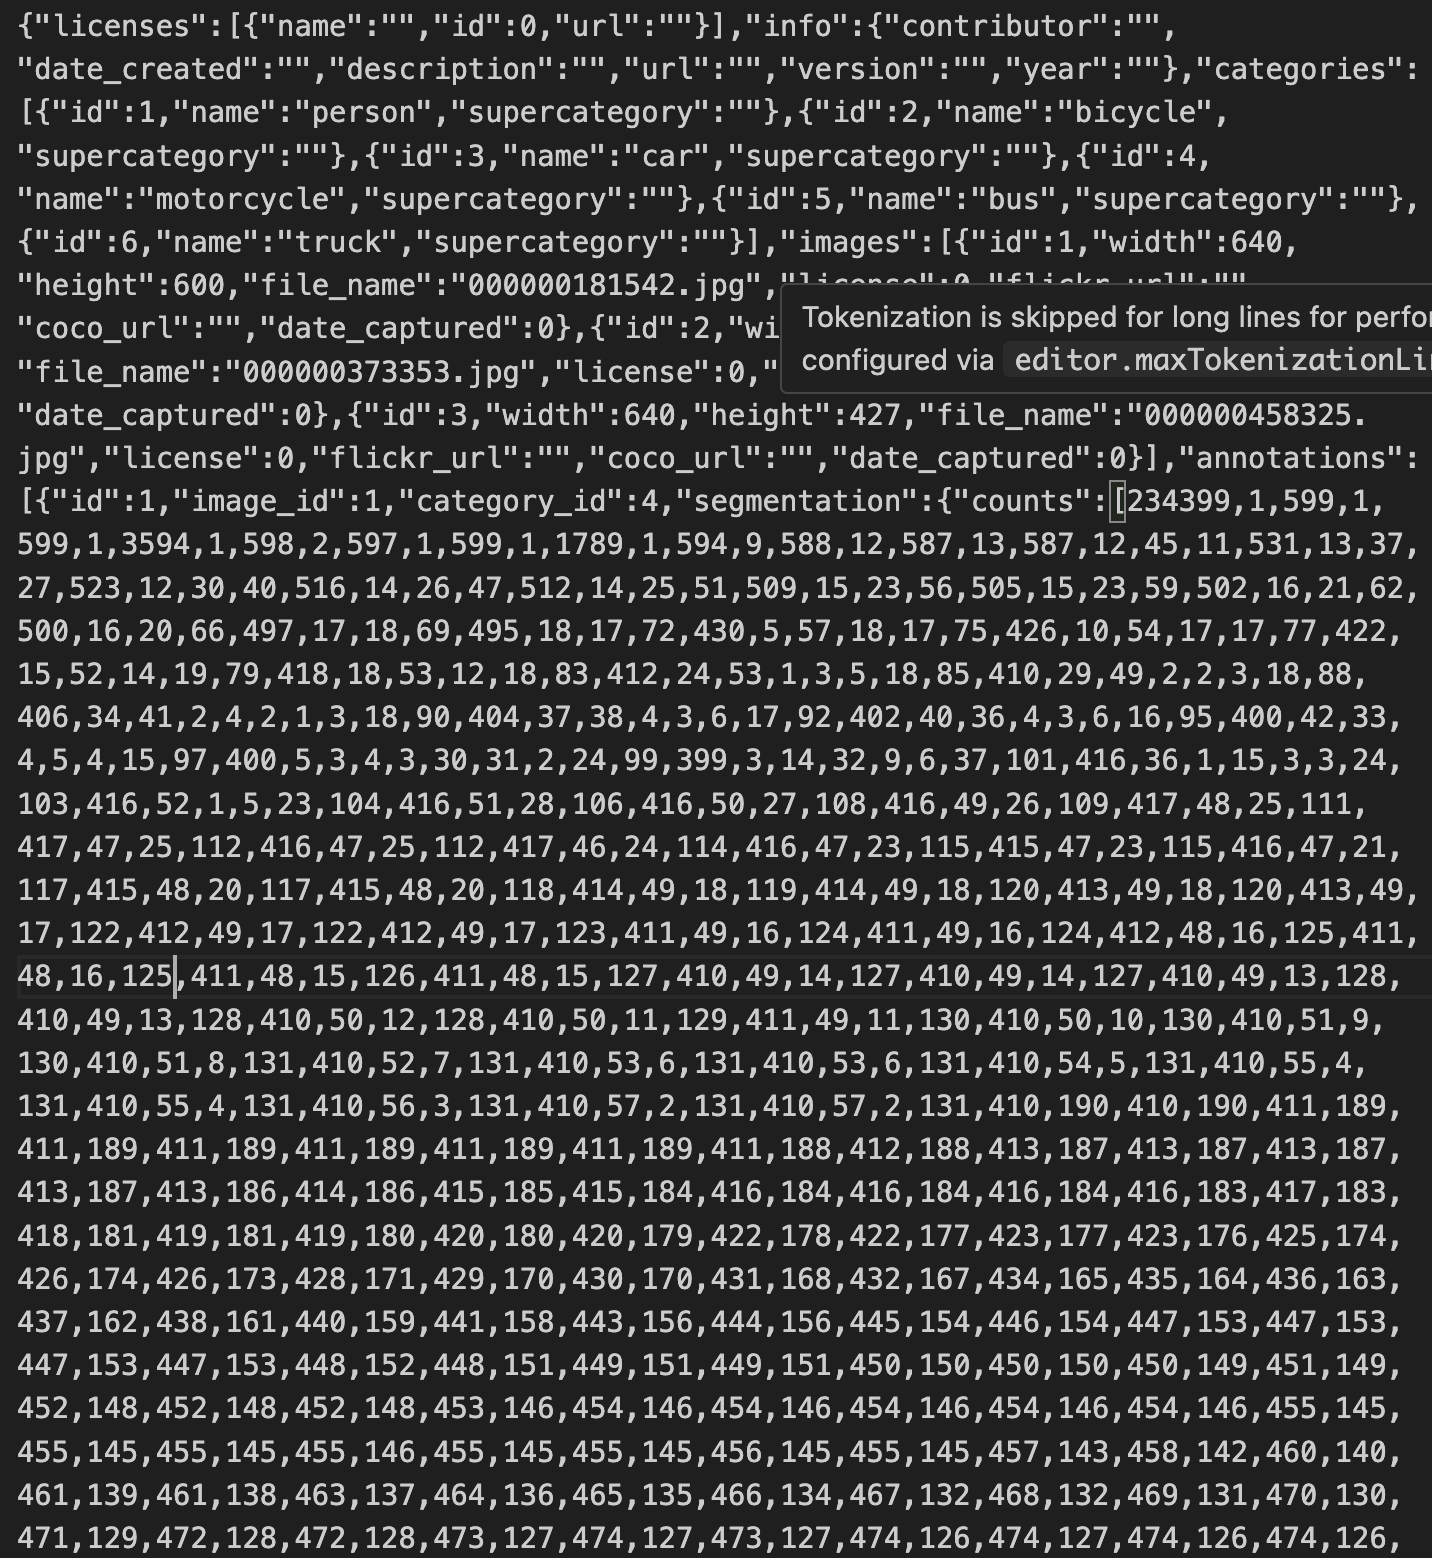 {"licenses":[{"name":"","id":0,"url":""}],"info":{"contributor":"",
"date_created":"","description":"","url":"","version":"","year":""},"categories":
[{"id":1,"name":"person","supercategory":""},{"id":2,"name":"bicycle",
"supercategory":""},{"id":3,"name":"car","supercategory":""},{"id":4,
"name":"motorcycle","supercategory":""},{"id":5,"name":"bus","supercategory":""},
{"id":6,"name":"truck","supercategory":""}],"images":[{"id":1,"width":640,
"height":600,"file_name":"000000181542.jpg","license":0,"flickr_url":""
Tokenization is skipped for long lines for
"coco_url":"","date_captured":0},{"id":2,
configured via
"file_name":"000000373353.jpg","license":0,"
"date_captured":0},{"id":3,"width":640,"height":427,"file_name":"000000458325.
jpg","license":0,"flickr_url":"","coco_url":"","date_captured":0}],"annotations":
[{"id":1,"image_id":1,"category_id":4,"segmentation":{"counts":[234399,1,599,1,
599,1,3594,1,598,2,597,1,599,1,1789,1,594,9,588,12,587,13,587,12,45,11,531,13,37,
27,523,12,30,40,516,14,26,47,512,14,25,51,509,15,23,56,505,15,23,59,502,16,21,62,
500,16,20,66,497,17,18,69,495,18,17,72,430,5,57,18,17,75,426,10,54,17,17,77,422,
15,52,14,19,79,418,18,53,12,18,83,412,24,53,1,3,5,18,85,410,29,49,2,2,3,18,88,
406,34,41,2,4,2,1,3,18,90,404,37,38,4,3,6,17,92,402,40,36,4,3,6,16,95,400,42,33,
4,5,4,15,97,400,5,3,4,3,30,31,2,24,99,399,3,14,32,9,6,37,101,416,36,1,15,3,3,24,
103,416,52,1,5,23,104,416,51,28,106,416,50,27,108,416,49,26,109,417,48,25,111,
417,47,25,112,416,47,25,112,417,46,24,114,416,47,23,115,415,47,23,115,416,47,21,
117,415,48,20,117,415,48,20,118,414,49,18,119,414,49,18,120,413,49,18,120,413,49,
17,122,412,49,17,122,412,49,17,123,411,49,16,124,411,49,16,124,412,48,16,125,411,
48,16,125,411,48,15,126,411,48,15,127,410,49,14,127,410,49,14,127,410,49,13,128,
410,49,13,128,410,50,12,128,410,50,11,129,411,49,11,130,410,50,10,130,410,51,9,
130,410,51,8,131,410,52,7,131,410,53,6,131,410,53,6,131,410,54,5,131,410,55,4,
131,410,55,4,131,410,56,3,131,410,57,2,131,410,57,2,131,410,190,410,190,411,189,
411,189,411,189,411,189,411,189,411,189,411,188,412,188,413,187,413,187,413,187,
413,187,413,186,414,186,415,185,415,184,416,184,416,184,416,184,416,183,417,183,
418,181,419,181,419,180,420,180,420,179,422,178,422,177,423,177,423,176,425,174,
426,174,426,173,428,171,429,170,430,170,431,168,432,167,434,165,435,164,436,163,
437,162,438,161,440,159,441,158,443,156,444,156,445,154,446,154,447,153,447,153,
447,153,447,153,448,152,448,151,449,151,449,151,450,150,450,150,450,149,451,149,
452,148,452,148,452,148,453,146,454,146,454,146,454,146,454,146,454,146,455,145,
455,145,455,145,455,146,455,145,455,145,456,145,455,145,457,143,458,142,460,140,
461,139,461,138,463,137,464,136,465,135,466,134,467,132,468,132,469,131,470,130,
471,129,472,128,472,128,473,127,474,127,473,127,474,126,474,127,474,126,474,126,